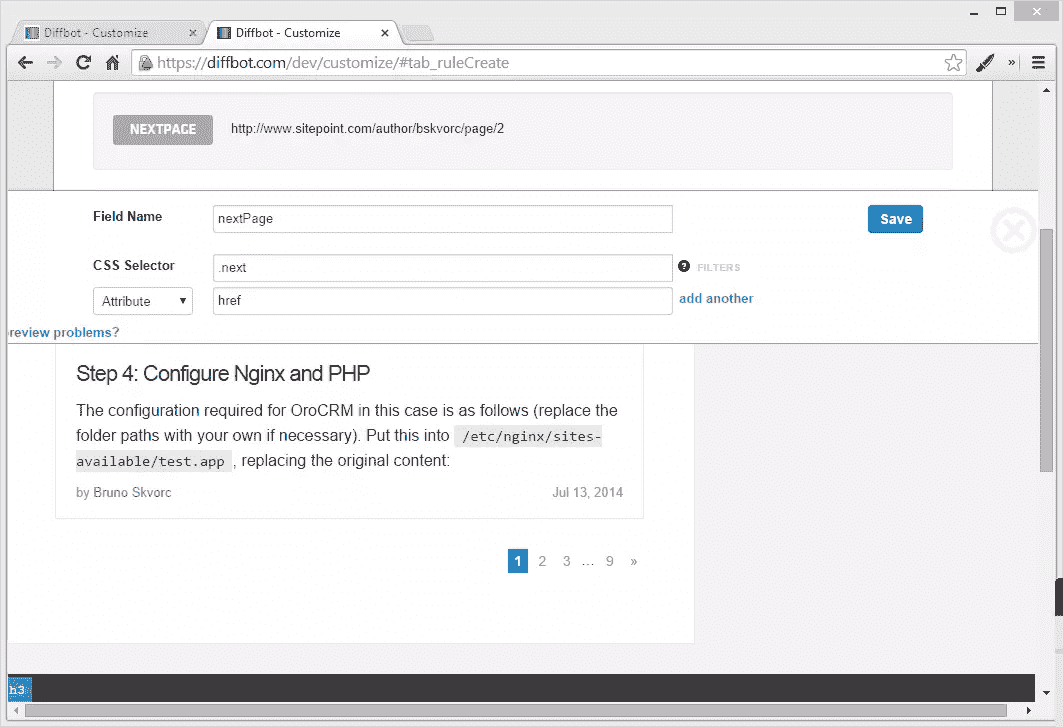 Diffbot - Customize
Diffbot - Customize
https://diffbot.com/dev/customize/#tab_ruleCreate
NEXTPAGE http://www.sitepoint.com/author/bskvorc/page/2
Field Name nextPage Save
CSS Selector .next ? FILTERS
Attribute href add another
review problems?
Step 4: Configure Nginx and PHP
The configuration required for OroCRM in this case is as follows (replace the
folder paths with your own if necessary). Put this into /etc/nginx/sites-
available/test.app , replacing the original content:
by Bruno Skvorc Jul 13, 2014
1 2 3 ... 9 »
h3